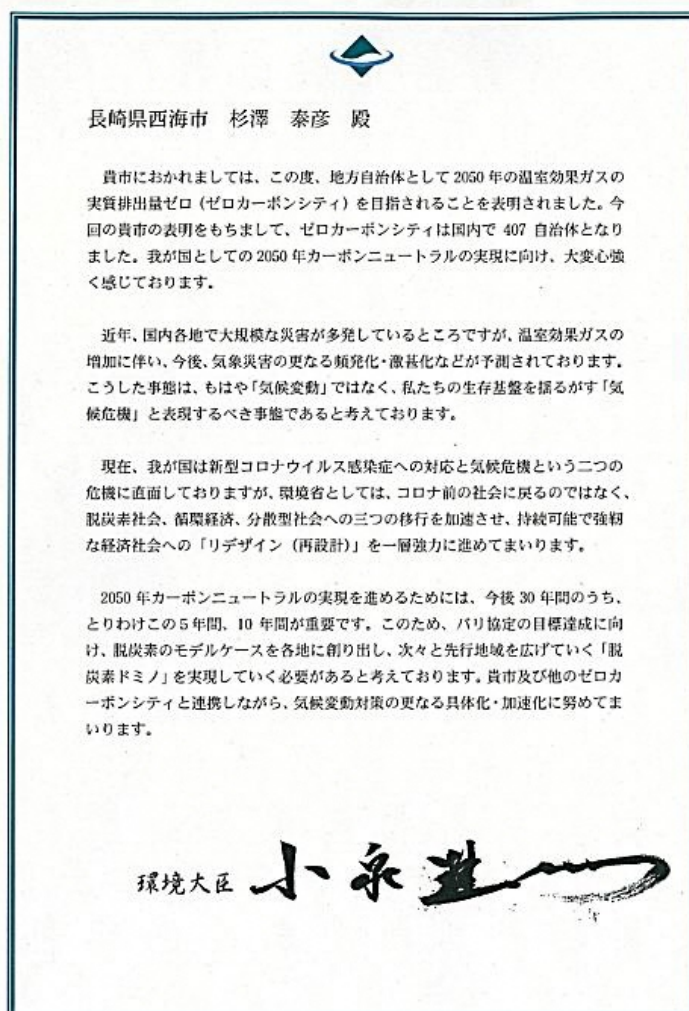 長崎県西海市　杉澤　泰彦　殿
貴市におかれましては、この度、地方自治体として2050年の温室効果ガスの
実質排出量ゼロ（ゼロカーボンシティ）を目指されることを表明されました。今
回の貴市の表明をもちまして、ゼロカーボンシティは国内で 407 自治体となり
ました。我が国としての 2050 年カーボンニュートラルの実現に向け、大変心強
く感じております。
近年、国内各地で大規模な災害が多発しているところですが、温室効果ガスの
増加に伴い、今後、気象災害の更なる頻発化・激甚化などが予測されております。
こうした事態は、もはや「気候変動」ではなく、私たちの生存基盤を揺るがす「気
候危機」と表現するべき事態であると考えております。
現在、我が国は新型コロナウイルス感染症への対応と気候危機という二つの
危機に直面しておりますが、環境省としては、コロナ前の社会に戻るのではなく、
脱炭素社会、循環経済、分散型社会への三つの移行を加速させ、持続可能で強靭
な経済社会への「リデザイン（再設計）」を一層強力に進めてまいります。
2050 年カーボンニュートラルの実現を進めるためには、今後 30 年間のうち、
とりわけこの５年間、10 年間が重要です。このため、パリ協定の目標達成に向
け、脱炭素のモデルケースを各地に創り出し、次々と先行地域を広げていく「脱
炭素ドミノ」を実現していく必要があると考えております。貴市及び他のゼロカ
ーボンシティと連携しながら、気候変動対策の更なる具体化・加速化に努めてま
いります。
環境大臣 小泉進一郎